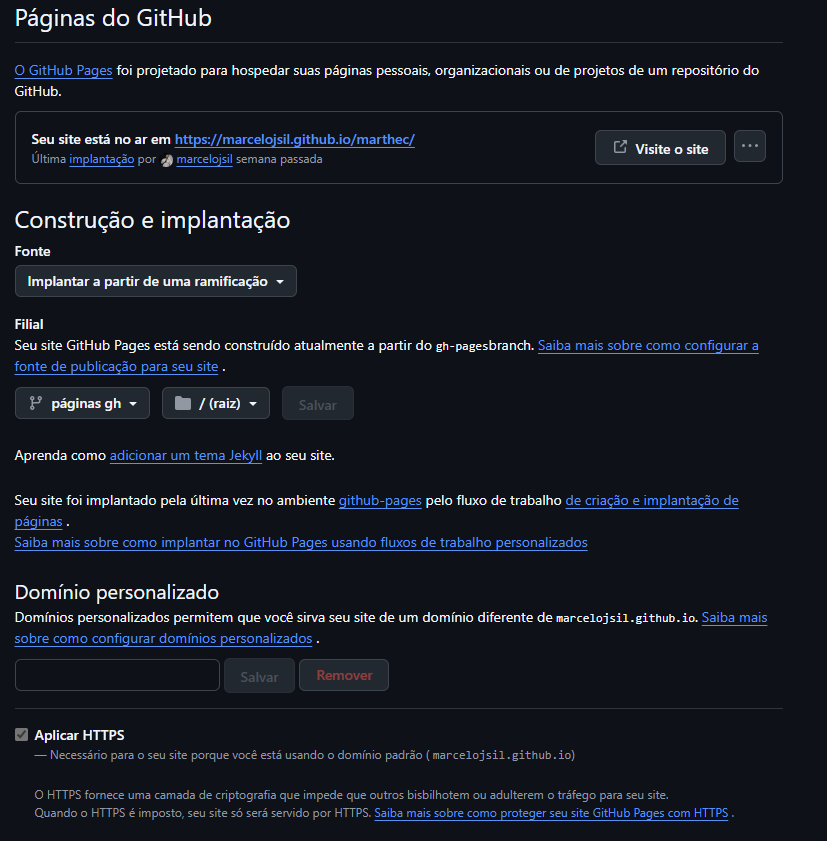 Páginas do GitHub
O GitHub Pages foi projetado para hospedar suas páginas pessoais, organizacionais ou de projetos de um repositório do
GitHub.
Seu site está no ar em https://marcelojsil.github.io/marthec/
Última implantação por marcelojsil semana passada
Visite o site
Construção e implantação
Fonte
Implantar a partir de uma ramificação
Filial
Seu site GitHub Pages está sendo construído atualmente a partir do gh-pagesbranch. Saiba mais sobre como configurar a
fonte de publicação para seu site .
páginas gh
/ (raiz)
Salvar
Aprenda como adicionar um tema Jekyll ao seu site.
Seu site foi implantado pela última vez no ambiente github-pages pelo fluxo de trabalho de criação e implantação de
páginas .
Saiba mais sobre como implantar no GitHub Pages usando fluxos de trabalho personalizados
Domínio personalizado
Domínios personalizados permitem que você sirva seu site de um domínio diferente de marcelojsil.github.io. Saiba mais
sobre como configurar domínios personalizados .
Salvar
Remover
Aplicar HTTPS
— Necessário para o seu site porque você está usando o domínio padrão ( marcelojsil.github.io)
O HTTPS fornece uma camada de criptografia que impede que outros bisbilhotem ou adulterem o tráfego para seu site.
Quando o HTTPS é imposto, seu site só será servido por HTTPS. Saiba mais sobre como proteger seu site GitHub Pages com HTTPS .